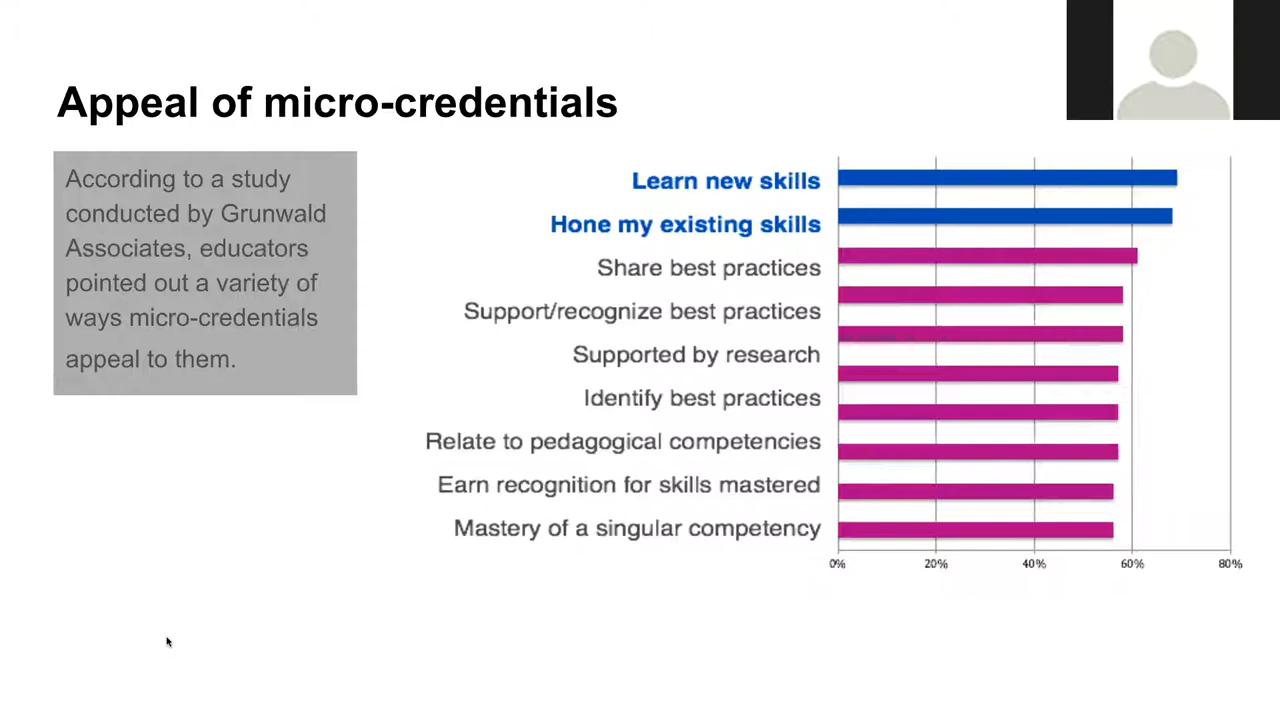 Appeal of micro-credentials
According to a study
conducted by Grunwald
Associates, educators
pointed out a variety of
ways micro-credentials
appeal to them.
Learn new skills
Hone my existing skills
Share best practices
Support/recognize best practices
Supported by research
Identify best practices
Relate to pedagogical competencies
Earn recognition for skills mastered
Mastery of a singular competency
0% 20% 40% 60% 80%